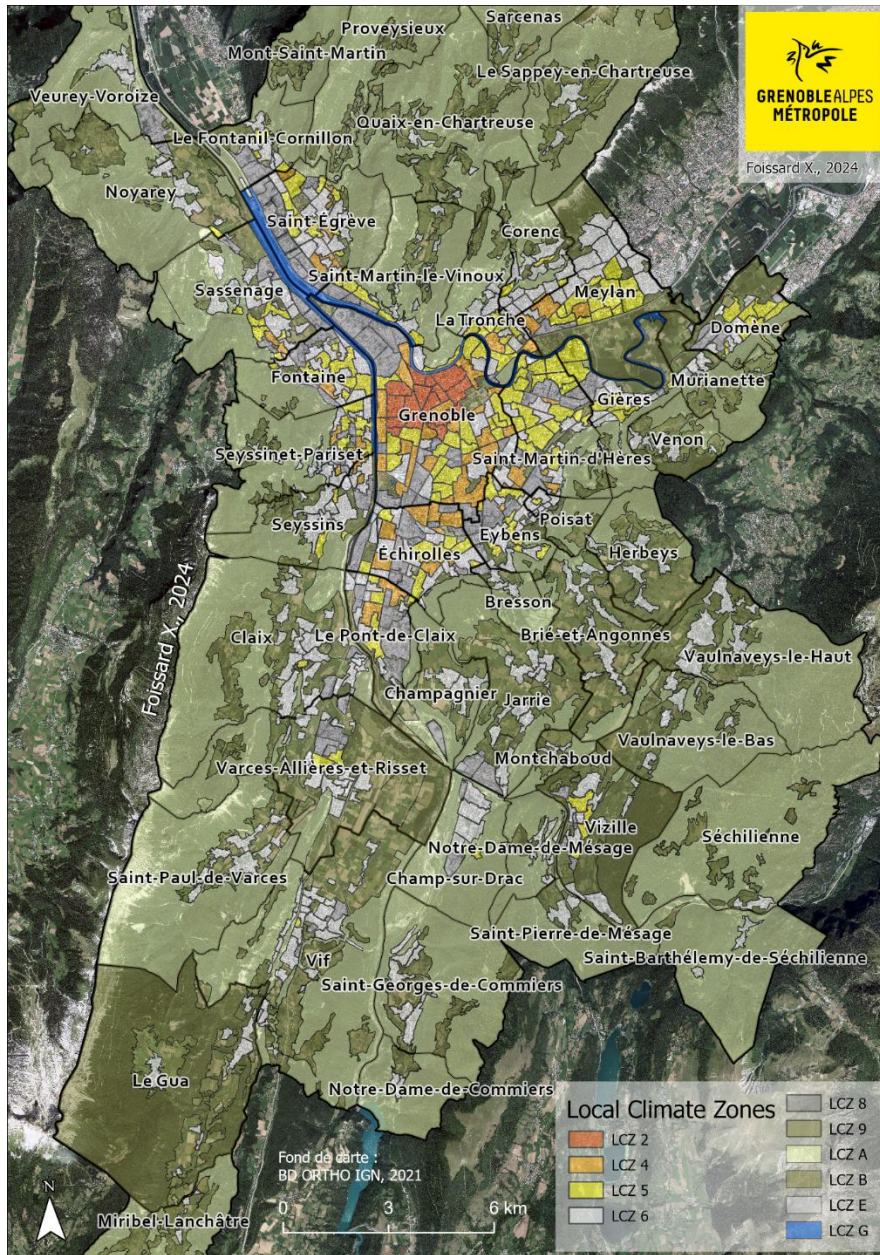 Proveysieux
Sarcenas
Mont-Saint-Martin
Le Sappey-en-Chartreuse
GRENOBLEALPES
MÉTROPOLE
Foissard X., 2024
Veurey-Voroize
Quaix-en-Chartreuse
Le Fontanil-Cornillon
Noyarey
Saint-Égrève
Corenc
Saint-Martin-le-Vinoux
Sassenage
Meylan
La Tronche
Domène
Fontaine
Murianette
Gières
Grenoble
Venon
Seyssinet-Pariset
Saint-Martin-d'Hères
Seyssins
Poisat
Eybens
Échirolles
Herbeys
Bresson
Claix
Le Pont-de-Claix
Brié-et-Angonnes
Vaulnaveys-le-Haut
Foissard X., 2024
Champagnier
Jarrie
Vaulnaveys-le-Bas
Montchaboud
Varces-Allières-et-Risset
Vizille
Séchilienne
Notre-Dame-de-Mésage
Saint-Paul-de-Varces
Champ-sur-Drac
Saint-Pierre-de-Mésage
Saint-Barthélemy-de-Séchilienne
Vif
Saint-Georges-de-Commiers
Le Gua
Notre-Dame-de-Commiers
Miribel-Lanchâtre
Fond de carte :
BD ORTHO IGN, 2021
N
0 3 6 km
Local Climate Zones
LCZ 2
LCZ 4
LCZ 5
LCZ 6
LCZ 8
LCZ 9
LCZ A
LCZ B
LCZ E
LCZ G